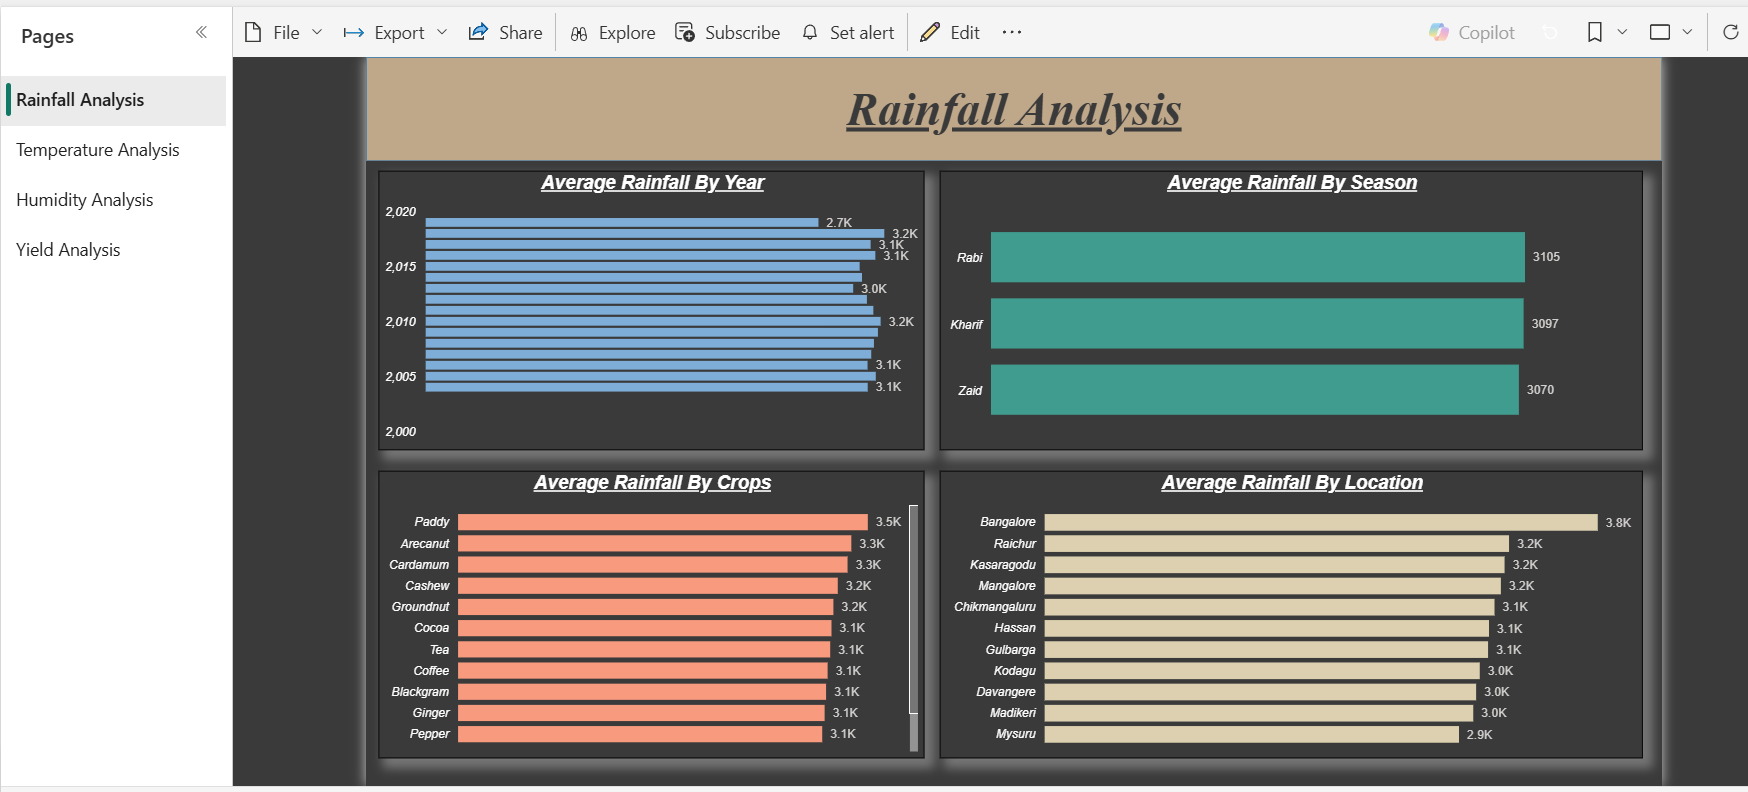 Pages
Rainfall Analysis
Temperature Analysis
Humidity Analysis
Yield Analysis
File Export Share Explore Subscribe Set alert Edit Copilot
Rainfall Analysis
Average Rainfall By Year
2,020
2.7K
3.2K
3.1K
3.1K
2,015
3.0K
2,010 3.2K
3.1K
2,005
3.1K
2,000
Average Rainfall By Season
Rabi 3105
Kharif 3097
Zaid 3070
Average Rainfall By Crops
Paddy 3.5K
Arecanut 3.3K
Cardamum 3.3K
Cashew 3.2K
Groundnut 3.2K
Cocoa 3.1K
Tea 3.1K
Coffee 3.1K
Blackgram 3.1K
Ginger 3.1K
Pepper 3.1K
Average Rainfall By Location
Bangalore 3.8K
Raichur 3.2K
Kasaragodu 3.2K
Mangalore 3.2K
Chikmangaluru 3.1K
Hassan 3.1K
Gulbarga 3.1K
Kodagu 3.0K
Davangere 3.0K
Madikeri 3.0K
Mysuru 2.9K